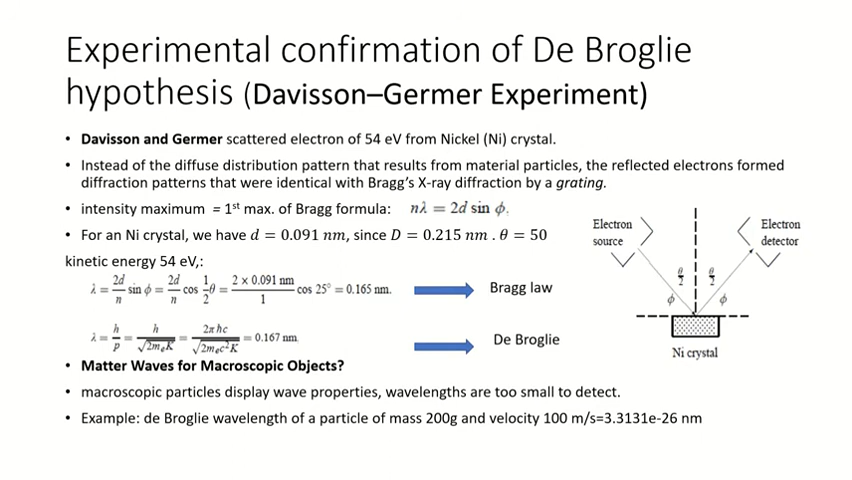 Experimental confirmation of De Broglie
hypothesis (Davisson–Germer Experiment)
• Davisson and Germer scattered electron of 54 eV from Nickel (Ni) crystal.
• Instead of the diffuse distribution pattern that results from material particles, the reflected electrons formed
diffraction patterns that were identical with Bragg's X-ray diffraction by a grating.
• intensity maximum = 1st max. of Bragg formula: nλ = 2d sin ϕ.
• For an Ni crystal, we have d = 0.091 nm, since D = 0.215 nm . θ = 50
kinetic energy 54 eV,:
λ = 2d/n sin ϕ = 2d/n cos 1/2 θ = 2 × 0.091 nm/1 cos 25° = 0.165 nm.
Bragg law
λ = h/p = h/√2mₑK = 2π hc/√2mₑc²K = 0.167 nm
De Broglie
Electron
source
Electron
detector
θ/2 θ/2
ϕ ϕ
Ni crystal
• Matter Waves for Macroscopic Objects?
• macroscopic particles display wave properties, wavelengths are too small to detect.
• Example: de Broglie wavelength of a particle of mass 200g and velocity 100 m/s=3.3131e-26 nm